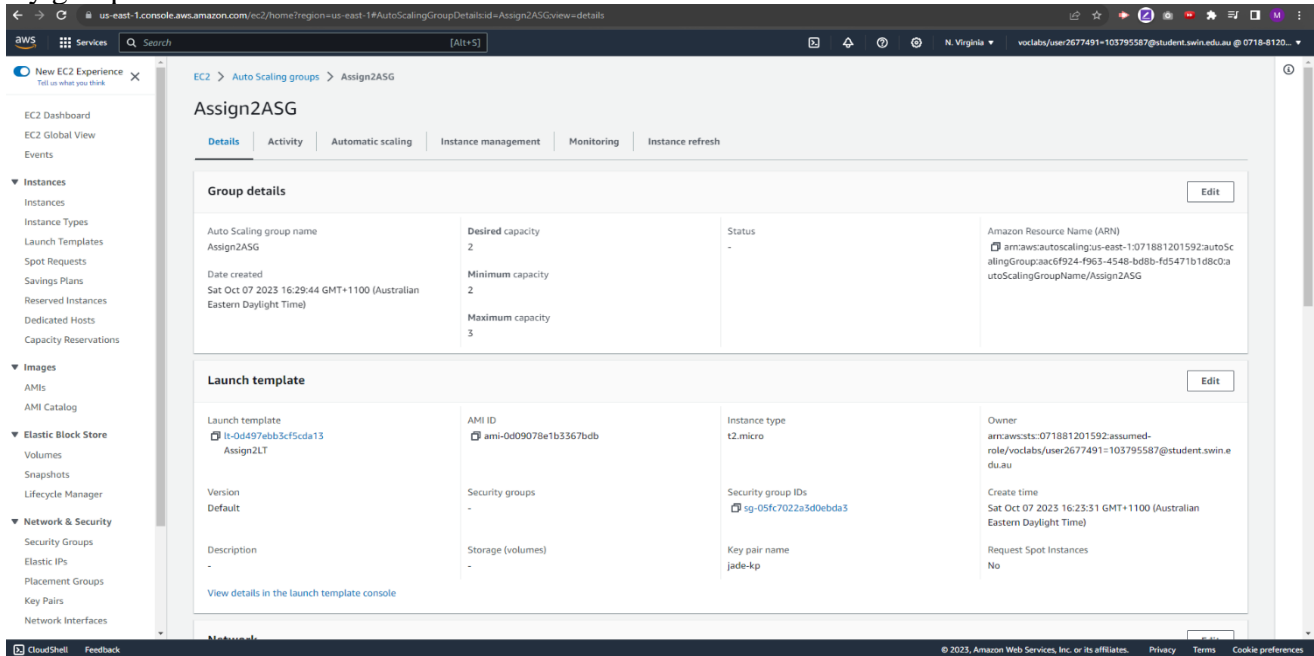 us-east-1.console.aws.amazon.com/ec2/home?region=us-east-1#AutoScalingGroupDetails:id=Assign2ASG;view=details
M
aws
Services
Search
[Alt+S]
N. Virginia
voclabs/user2677491=103795587@student.swin.edu.au @ 0718-8120...
New EC2 Experience
Tell us what you think
EC2 Dashboard
EC2 Global View
Events
Instances
Instances
Instance Types
Launch Templates
Spot Requests
Savings Plans
Reserved Instances
Dedicated Hosts
Capacity Reservations
Images
AMIs
AMI Catalog
Elastic Block Store
Volumes
Snapshots
Lifecycle Manager
Network & Security
Security Groups
Elastic IPs
Placement Groups
Key Pairs
Network Interfaces
EC2 > Auto Scaling groups > Assign2ASG
Assign2ASG
Details
Activity
Automatic scaling
Instance management
Monitoring
Instance refresh
Group details
Edit
Auto Scaling group name
Assign2ASG
Date created
Sat Oct 07 2023 16:29:44 GMT+1100 (Australian
Eastern Daylight Time)
Desired capacity
2
Minimum capacity
2
Maximum capacity
3
Status
-
Amazon Resource Name (ARN)
arn:aws:autoscaling:us-east-1:071881201592:autoSc
alingGroup:aac6f924-f963-4548-bd8b-fd5471b1d8c0:a
utoScalingGroupName/Assign2ASG
Launch template
Edit
Launch template
lt-0d497ebb3cf5cda13
Assign2LT
AMI ID
ami-0d09078e1b3367bdb
Instance type
t2.micro
Owner
arn:aws:sts::071881201592:assumed-
role/voclabs/user2677491=103795587@student.swin.e
du.au
Version
Default
Security groups
-
Security group IDs
sg-05fc7022a3d0ebda3
Create time
Sat Oct 07 2023 16:23:31 GMT+1100 (Australian
Eastern Daylight Time)
Description
-
Storage (volumes)
-
Key pair name
jade-kp
Request Spot Instances
No
View details in the launch template console
CloudShell
Feedback
© 2023, Amazon Web Services, Inc. or its affiliates.
Privacy
Terms
Cookie preferences